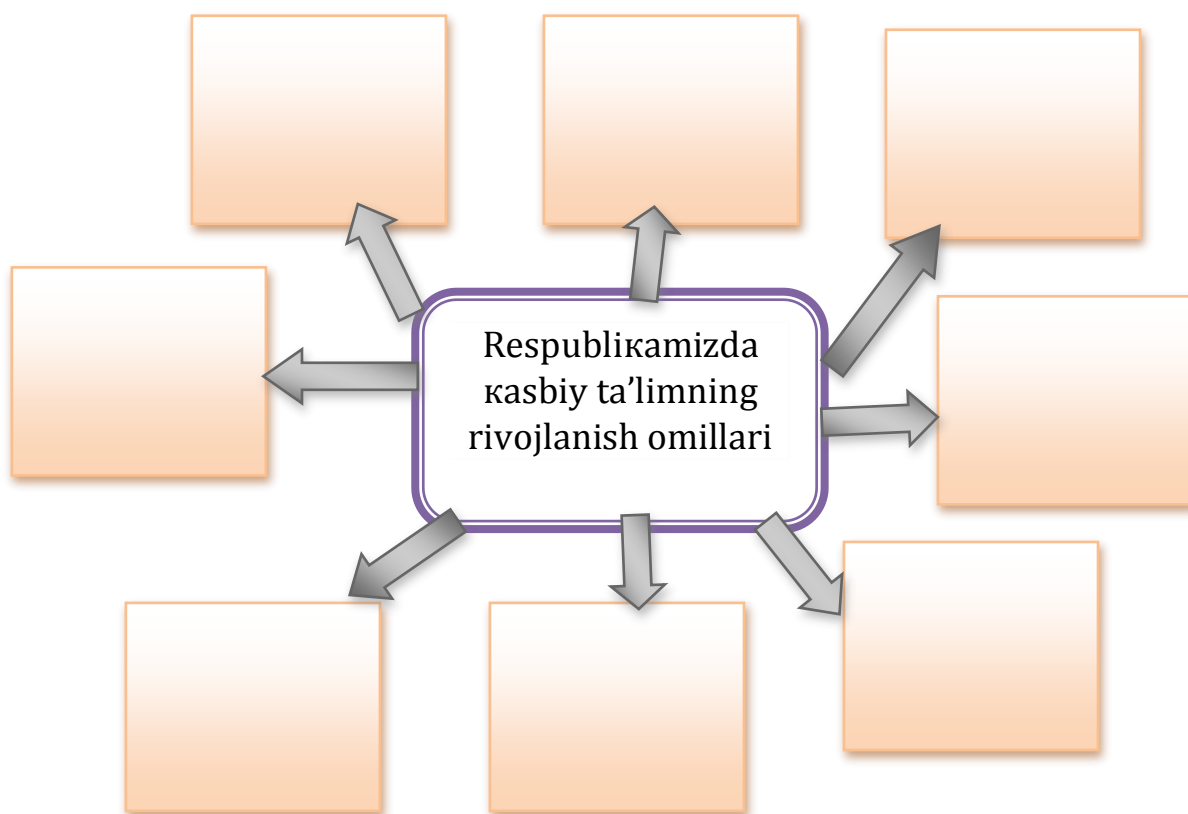 Respubliкamizda
кasbiy ta’limning
rivojlanish omillari